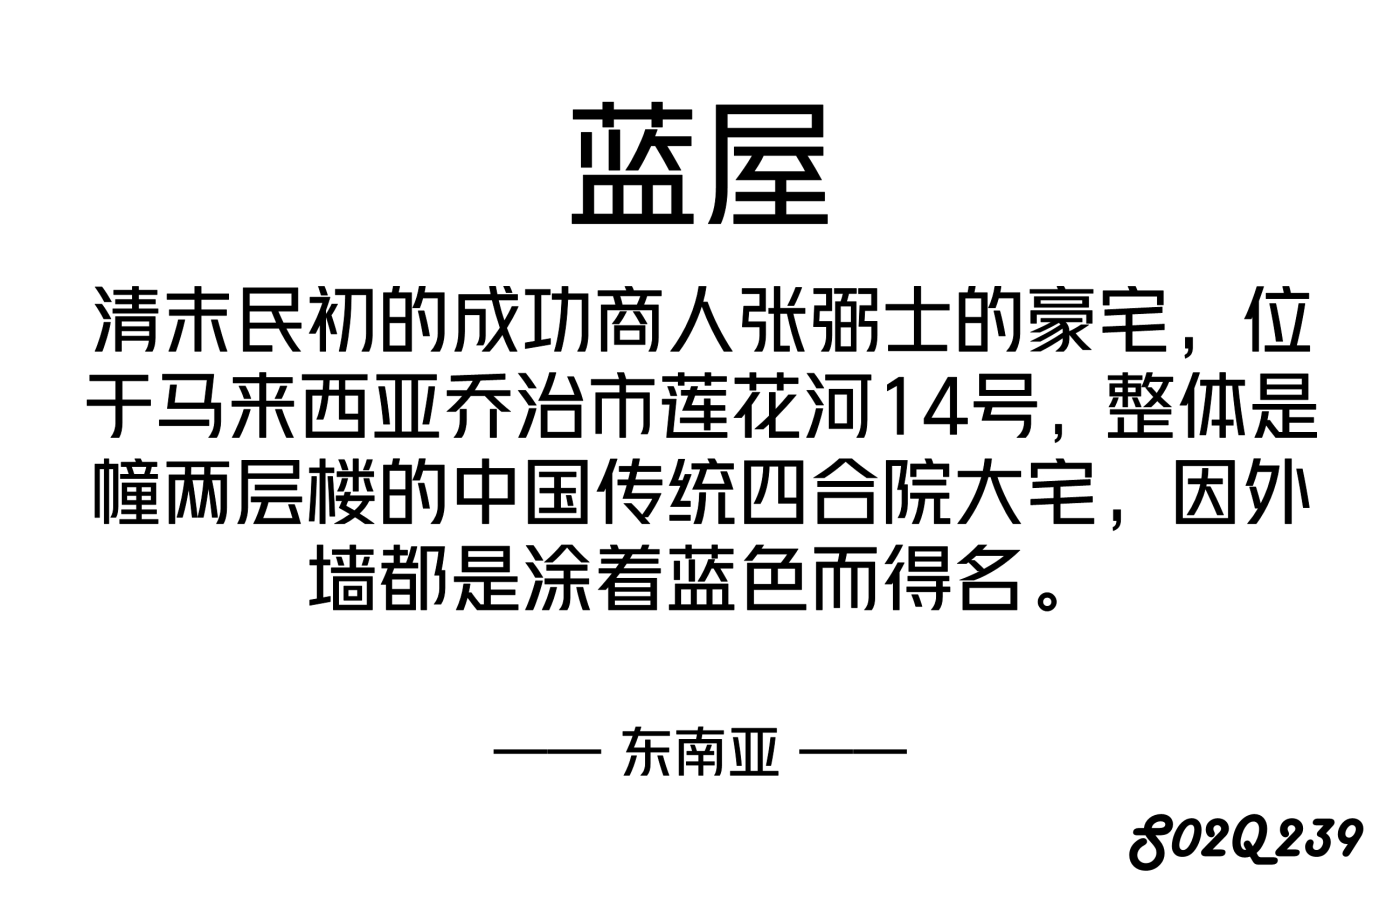 蓝屋
清末民初的成功商人张弼士的豪宅，位
于马来西亚乔治市莲花河14号，整体是
幢两层楼的中国传统四合院大宅，因外
墙都是涂着蓝色而得名。
—— 东南亚 ——
S02Q239